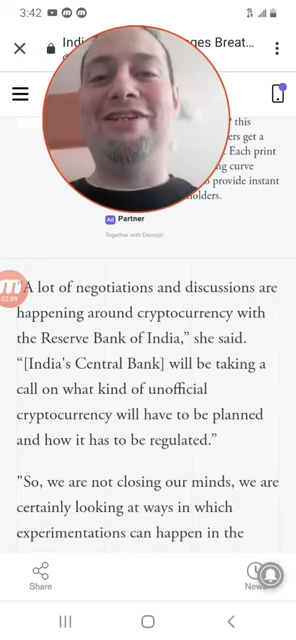 3:42
Indi
ges Breat...
d
? this
ers get a
. Each print
ng curve
o provide instant
holders.
Ad Partner
Together with Decrypt
"A lot of negotiations and discussions are
02:09
happening around cryptocurrency with
the Reserve Bank of India,” she said.
“[India's Central Bank] will be taking a
call on what kind of unofficial
cryptocurrency will have to be planned
and how it has to be regulated.”
"So, we are not closing our minds, we are
certainly looking at ways in which
experimentations can happen in the
Share
News